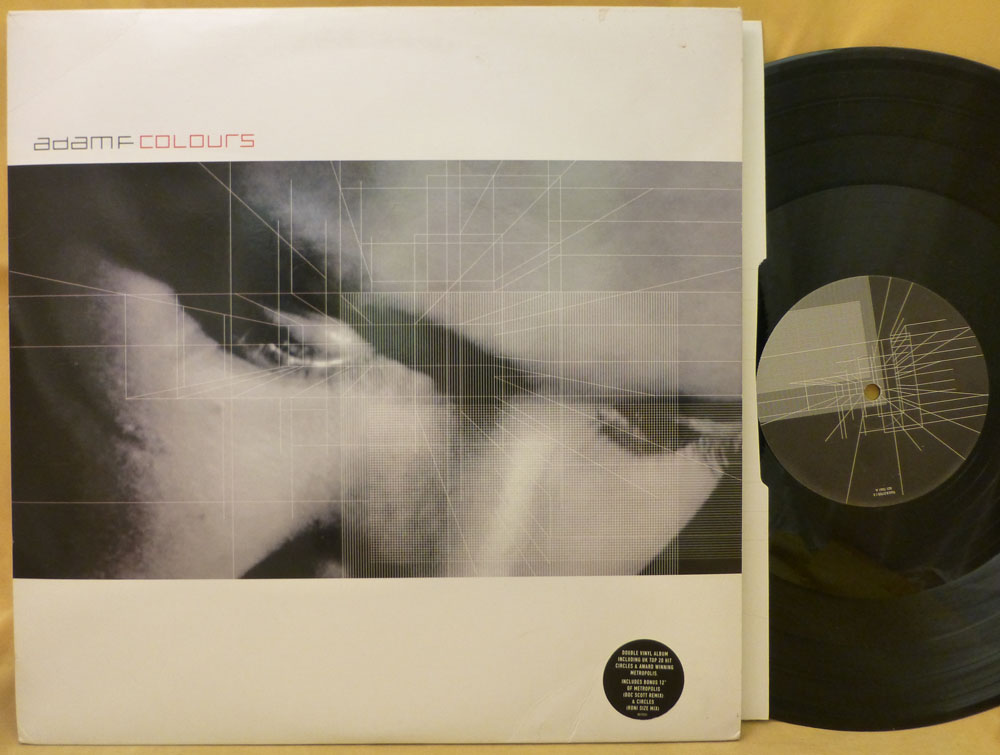 adam F COLOURS
DOUBLE VINYL ALBUM
INCLUDING UK TOP 20 HIT
CIRCLES & AWARD WINNING
METROPOLIS.
INCLUDES BONUS 12"
OF METROPOLIS
(DOC SCOTT REMIX)
& CIRCLES
(RONI SIZE MIX)